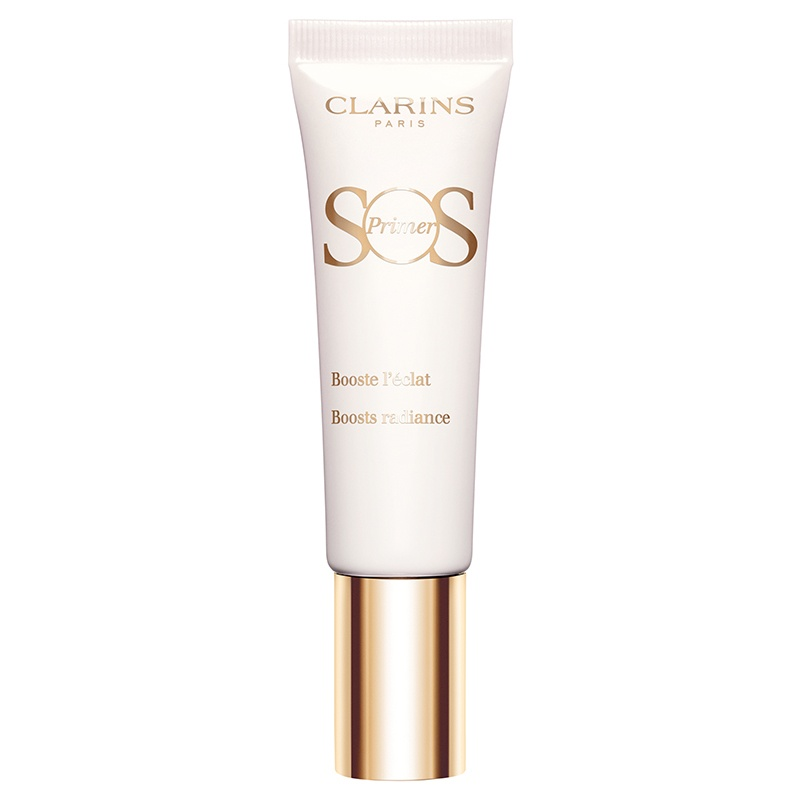 CLARINS
PARIS
SOS
Primer
Booste l'éclat
Boosts radiance